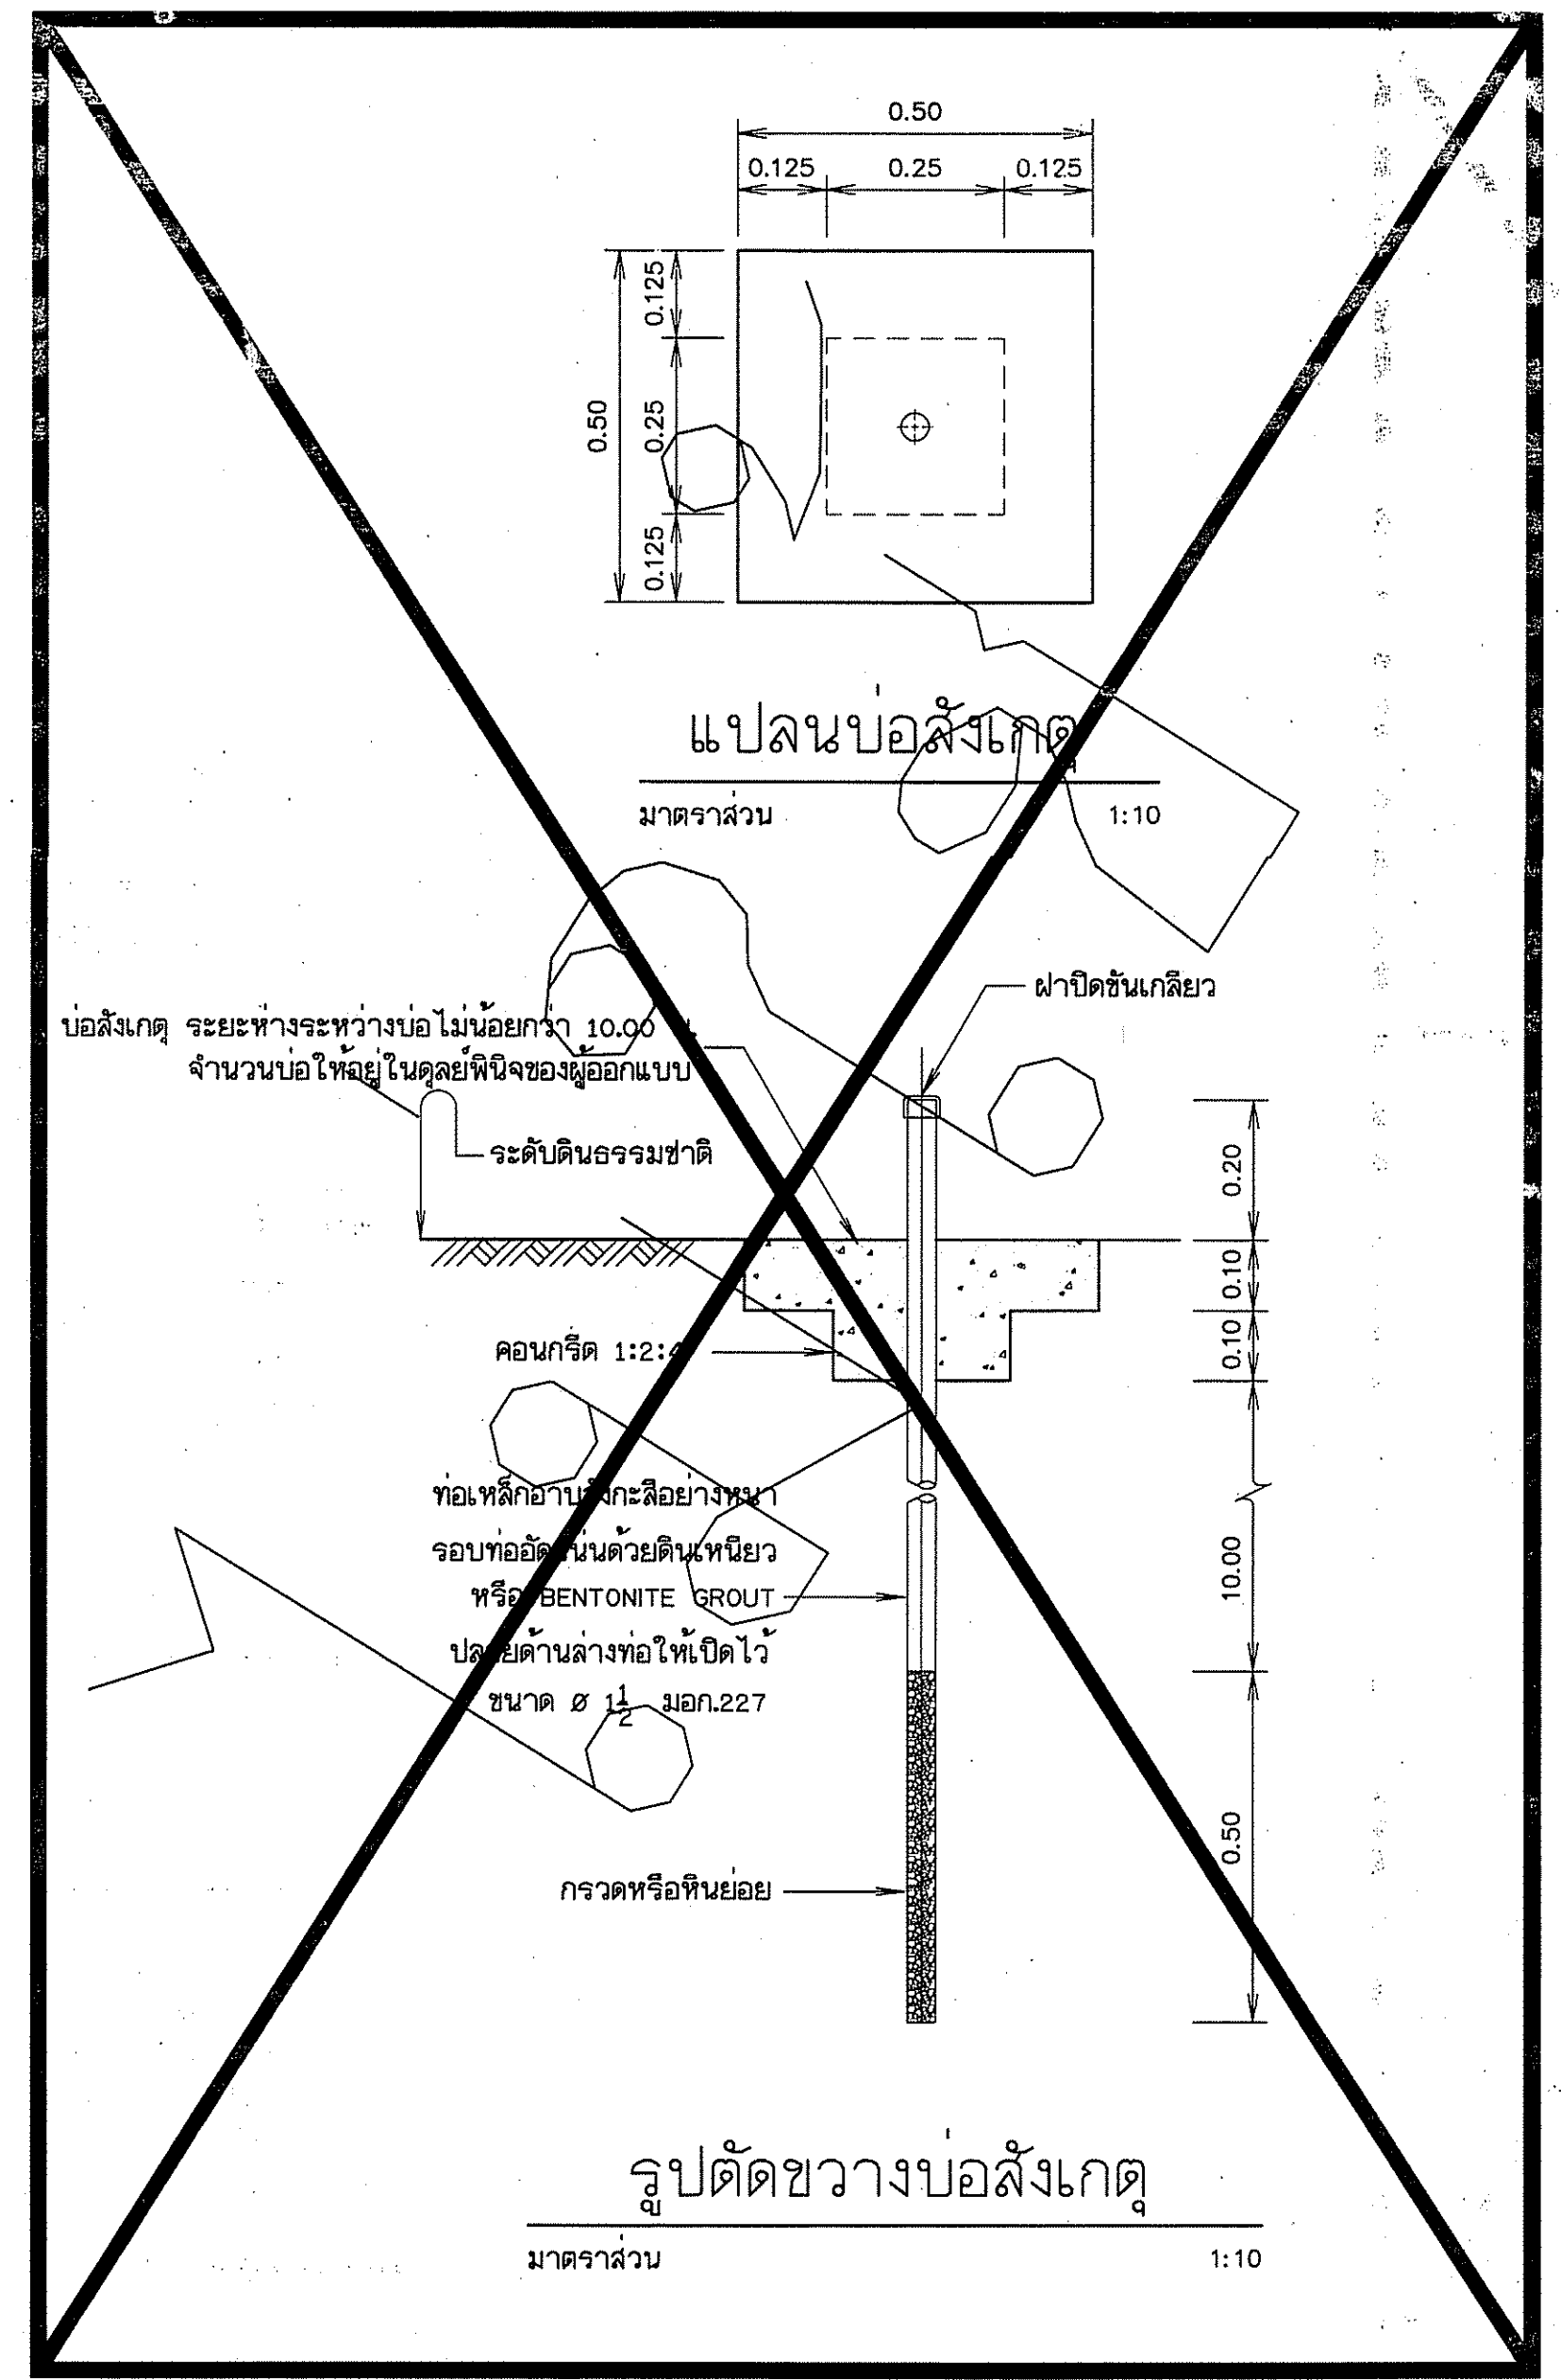 0.50
0.125 0.25 0.125
0.125
0.25
0.50
0.125
แปลนบ่อสังเกตุ
มาตราส่วน 1:10
ฝาปิดขันเกลียว
บ่อสังเกตุ ระยะห่างระหว่างบ่อไม่น้อยกว่า 10.00
จำนวนบ่อให้อยู่ในดุลย์พินิจของผู้ออกแบบ
ระดับดินธรรมชาติ
0.20
0.10
0.10
คอนกรีต 1:2:4
ท่อเหล็กอาบสังกะสีอย่างหนา
รอบท่ออัดแน่นด้วยดินเหนียว
หรือ BENTONITE GROUT
ปลายด้านล่างท่อให้เปิดไว้
ขนาด ø 1 1/2 มอก.227
10.00
0.50
กรวดหรือหินย่อย
รูปตัดขวางบ่อสังเกตุ
มาตราส่วน 1:10